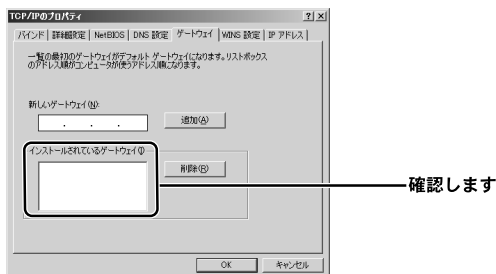 TCP/IPのプロパティ
バインド 詳細設定 NetBIOS DNS 設定 ゲートウェイ WINS 設定 IP アドレス
一覧の最初のゲートウェイがデフォルト ゲートウェイになります。リストボックス
のアドレス順がコンピュータが使うアドレス順になります。
新しいゲートウェイ(N):
. . .
追加(A)
インストールされているゲートウェイ(I)
削除(R)
確認します
OK キャンセル